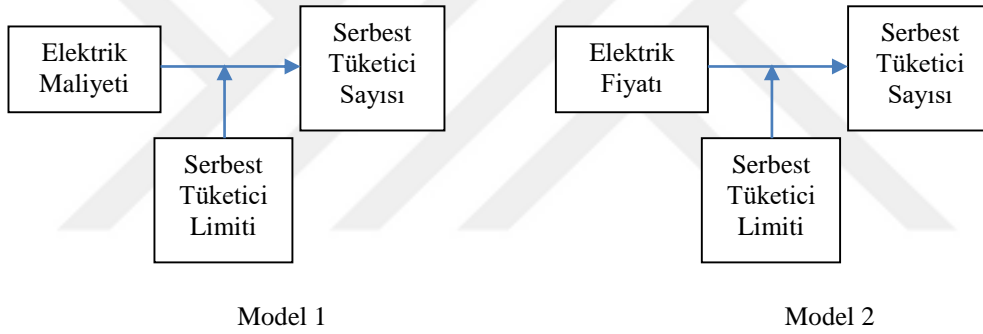 Elektrik
Maliyeti
Serbest
Tüketici
Sayısı
Serbest
Tüketici
Limiti
Model 1
Elektrik
Fiyatı
Serbest
Tüketici
Sayısı
Serbest
Tüketici
Limiti
Model 2